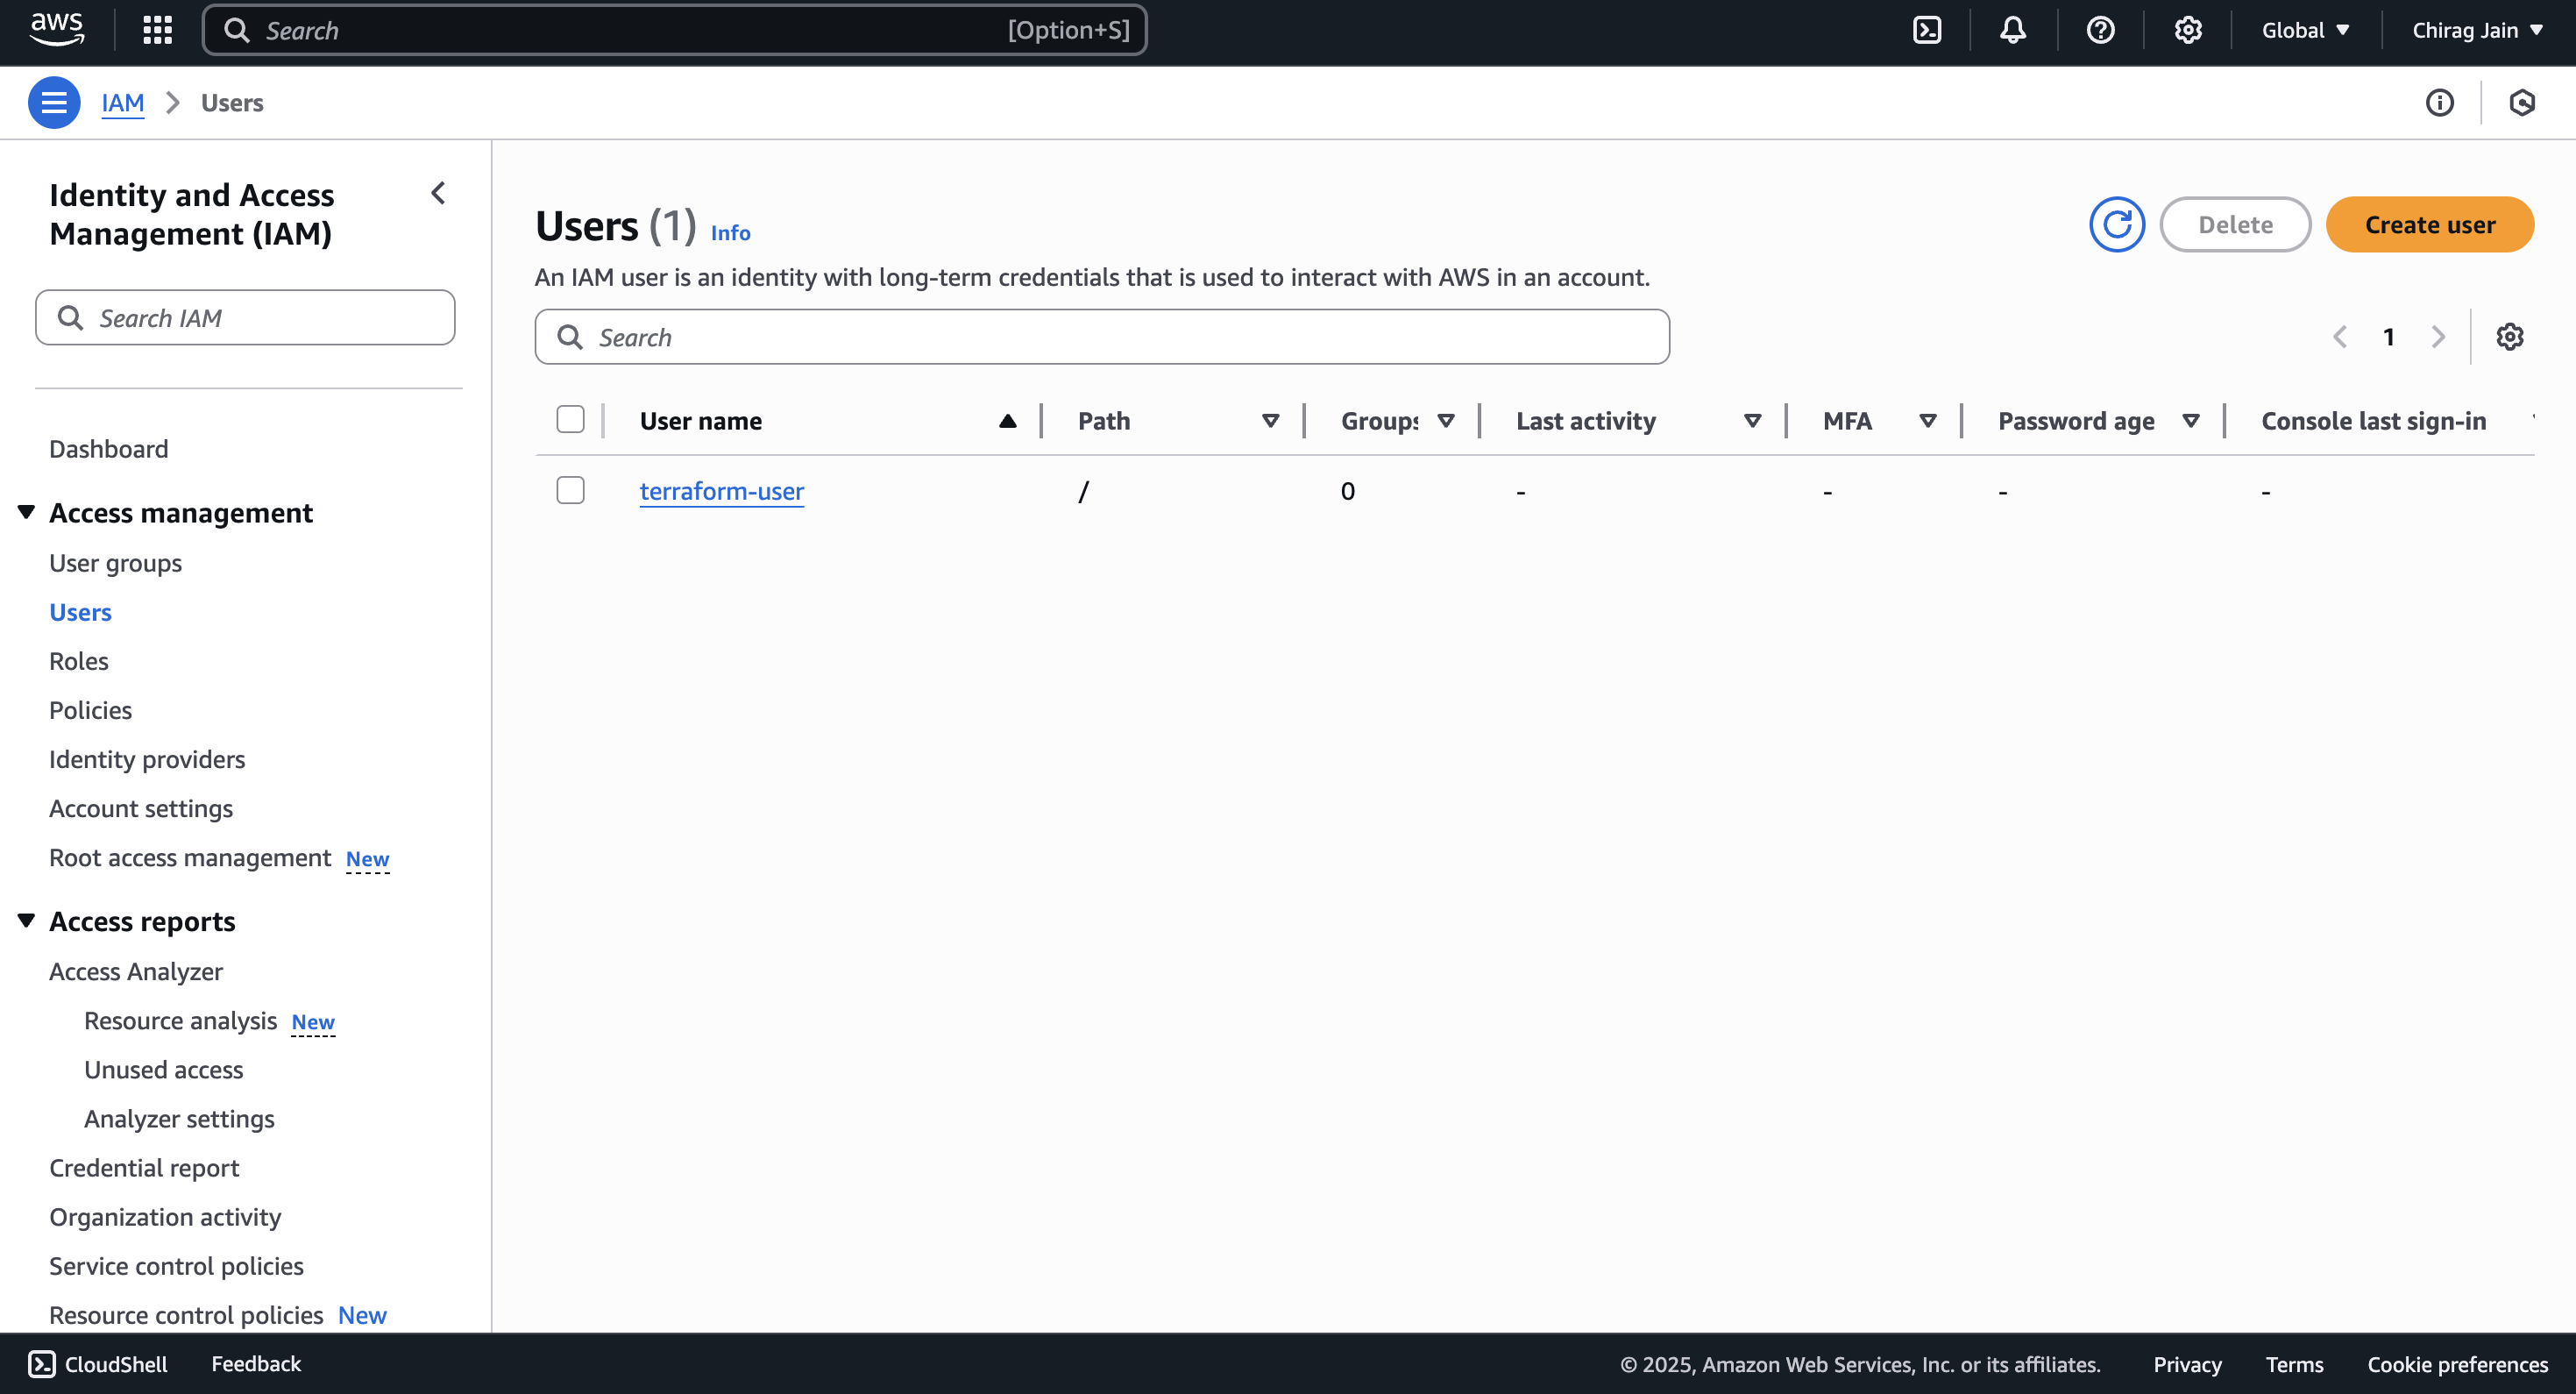 aws
Search
[Option+S]
Global
Chirag Jain
IAM
Users
Identity and Access
Management (IAM)
Search IAM
Dashboard
Access management
User groups
Users
Roles
Policies
Identity providers
Account settings
Root access management New
Access reports
Access Analyzer
Resource analysis New
Unused access
Analyzer settings
Credential report
Organization activity
Service control policies
Resource control policies New
Users (1) Info
Delete
Create user
An IAM user is an identity with long-term credentials that is used to interact with AWS in an account.
Search
1
User name Path Groups Last activity MFA Password age Console last sign-in
terraform-user / 0 - - - -
CloudShell Feedback © 2025, Amazon Web Services, Inc. or its affiliates. Privacy Terms Cookie preferences